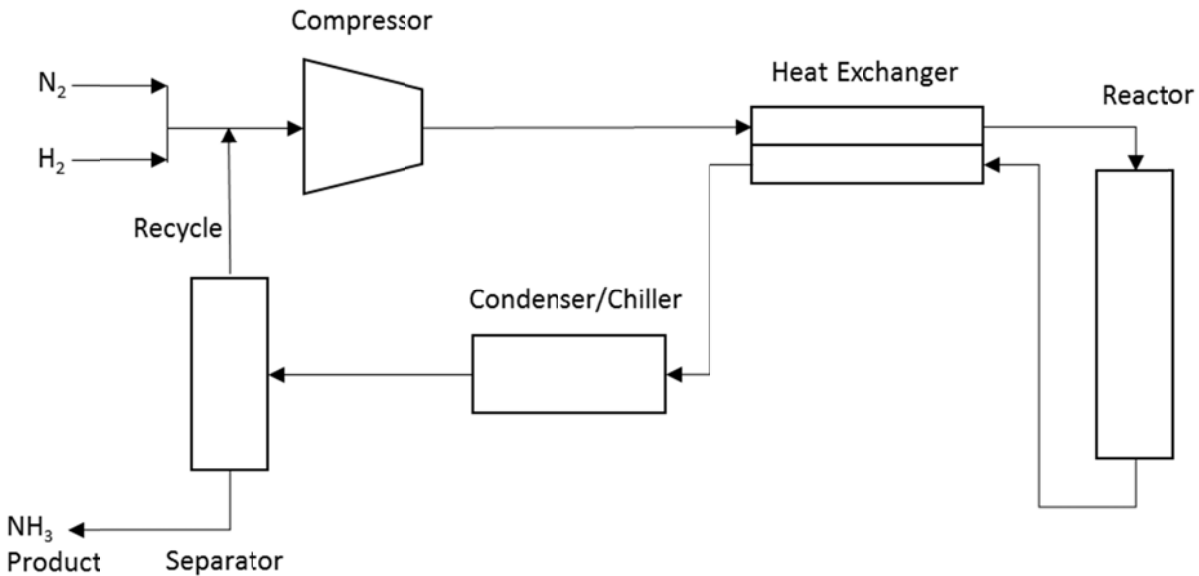 Compressor
N₂
H₂
Heat Exchanger
Reactor
Recycle
Condenser/Chiller
NH₃
Product
Separator